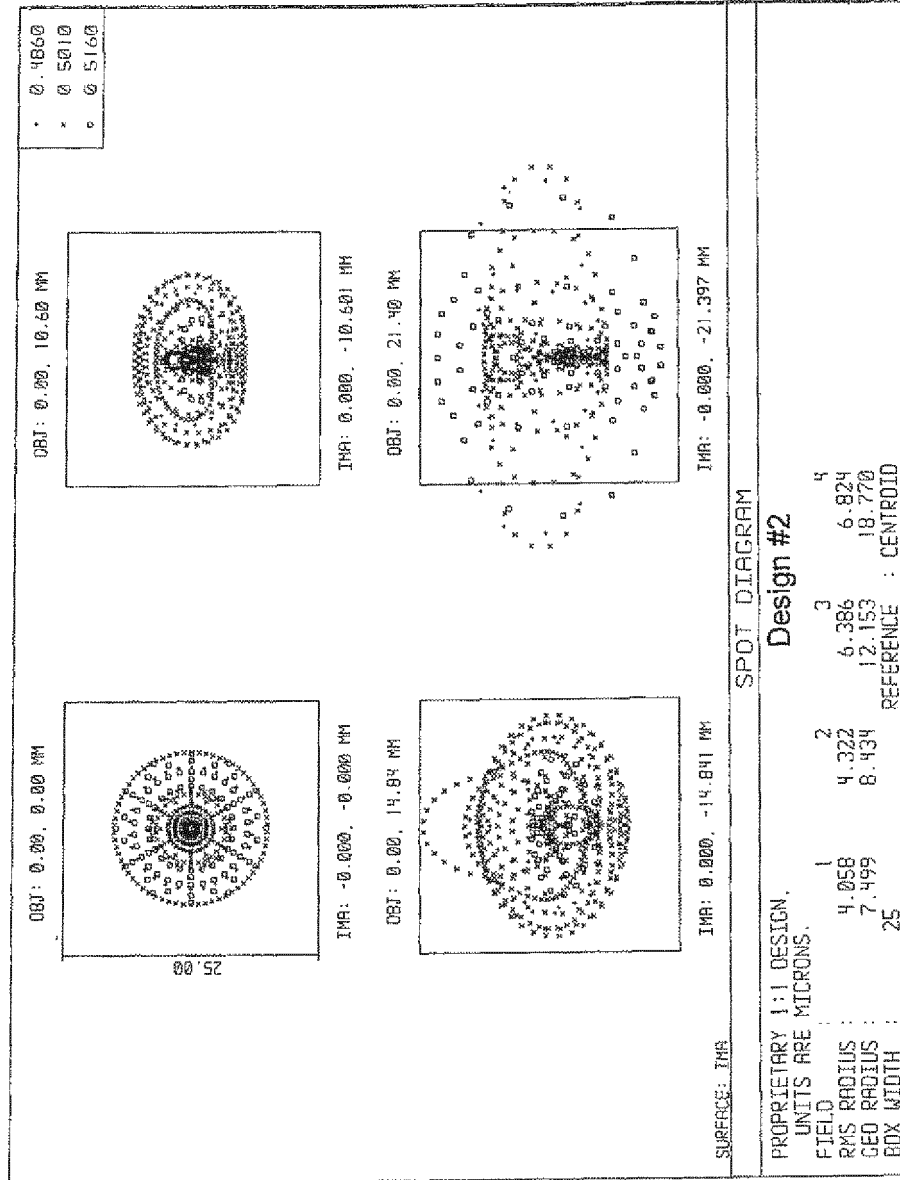 + 0.4860
× 0.5010
□ 0.5160
OBJ: 0.00, 0.00 MM
25.00
IMA: -0.000, -0.000 MM
OBJ: 0.00, 10.60 MM
IMA: 0.000, -10.601 MM
OBJ: 0.00, 14.84 MM
IMA: 0.000, -14.841 MM
OBJ: 0.00, 21.40 MM
IMA: -0.000, -21.397 MM
SURFACE: IMA
SPOT DIAGRAM
Design #2
PROPRIETARY 1:1 DESIGN.
UNITS ARE MICRONS.
FIELD : 1 2 3 4
RMS RADIUS : 4.058 4.322 6.386 6.824
GEO RADIUS : 7.499 8.434 12.153 18.770
BOX WIDTH : 25 REFERENCE : CENTROID